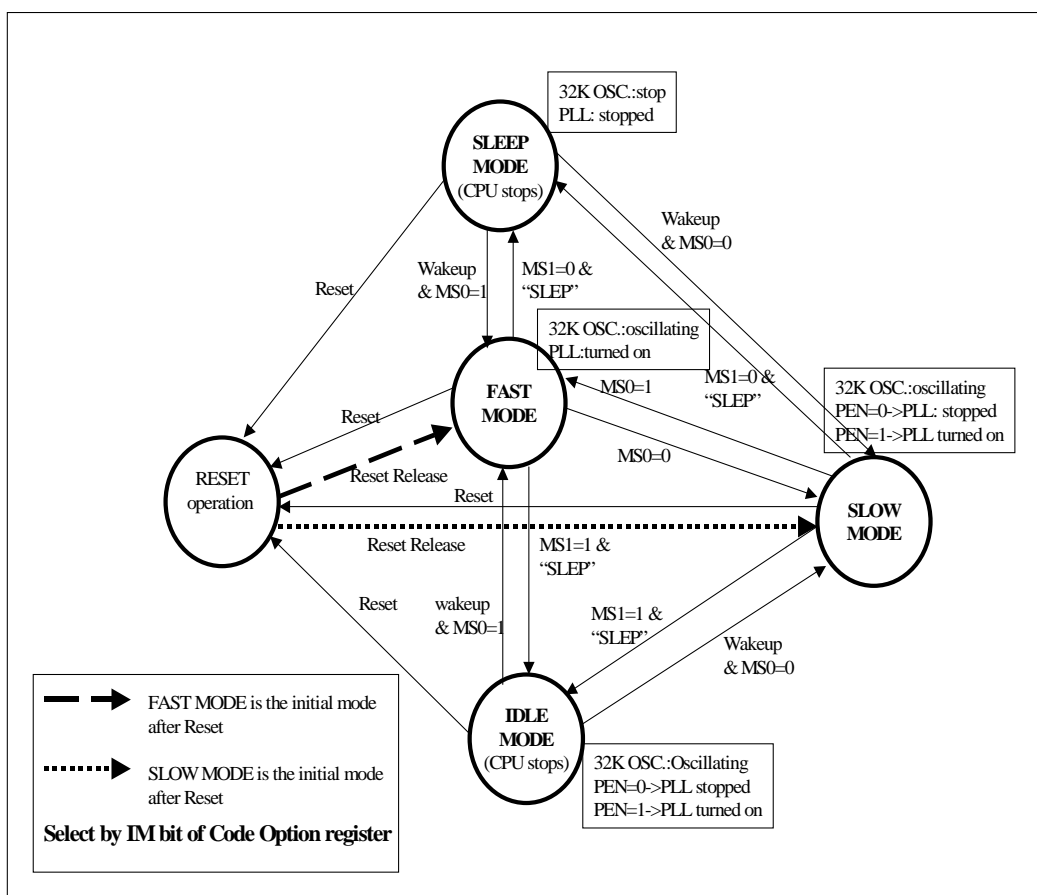 32K OSC.:stop
PLL: stopped
SLEEP
MODE
(CPU stops)
Wakeup
& MS0=0
Reset
Wakeup
& MS0=1
MS1=0 &
“SLEP”
32K OSC.:oscillating
PLL:turned on
MS0=1
MS1=0 &
“SLEP”
32K OSC.:oscillating
PEN=0->PLL: stopped
PEN=1->PLL turned on
FAST
MODE
Reset
MS0=0
RESET
operation
Reset Release
Reset
SLOW
MODE
Reset Release
MS1=1 &
“SLEP”
Reset
wakeup
& MS0=1
MS1=1 &
“SLEP”
Wakeup
& MS0=0
FAST MODE is the initial mode
after Reset
SLOW MODE is the initial mode
after Reset
Select by IM bit of Code Option register
IDLE
MODE
(CPU stops)
32K OSC.:Oscillating
PEN=0->PLL stopped
PEN=1->PLL turned on